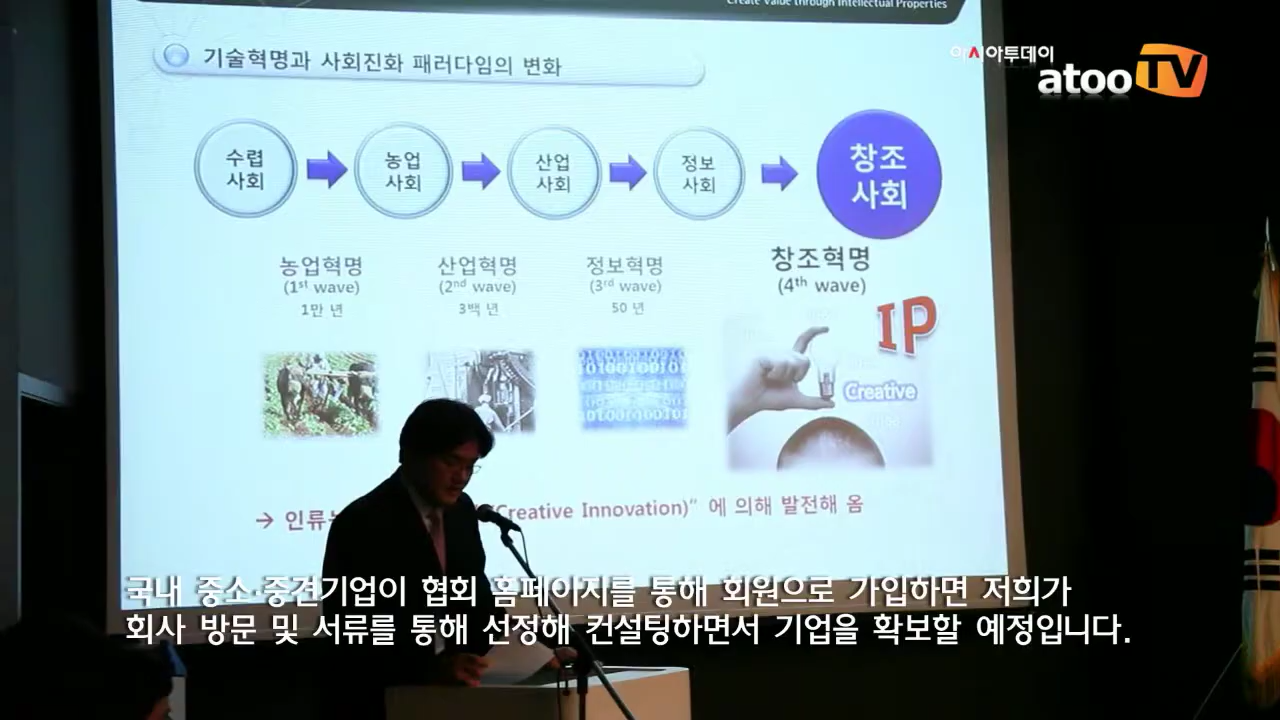 Create Value through Intellectual Properties
아시아투데이
atooTV
기술혁명과 사회진화 패러다임의 변화
수렵
사회
농업
사회
산업
사회
정보
사회
창조
사회
농업혁명
(1st wave)
1만 년
산업혁명
(2nd wave)
3백 년
정보혁명
(3rd wave)
50 년
창조혁명
(4th wave)
IP
Creative
→ 인류는 (Creative Innovation)” 에 의해 발전해 옴
국내 중소·중견기업이 협회 홈페이지를 통해 회원으로 가입하면 저희가
회사 방문 및 서류를 통해 선정해 컨설팅하면서 기업을 확보할 예정입니다.